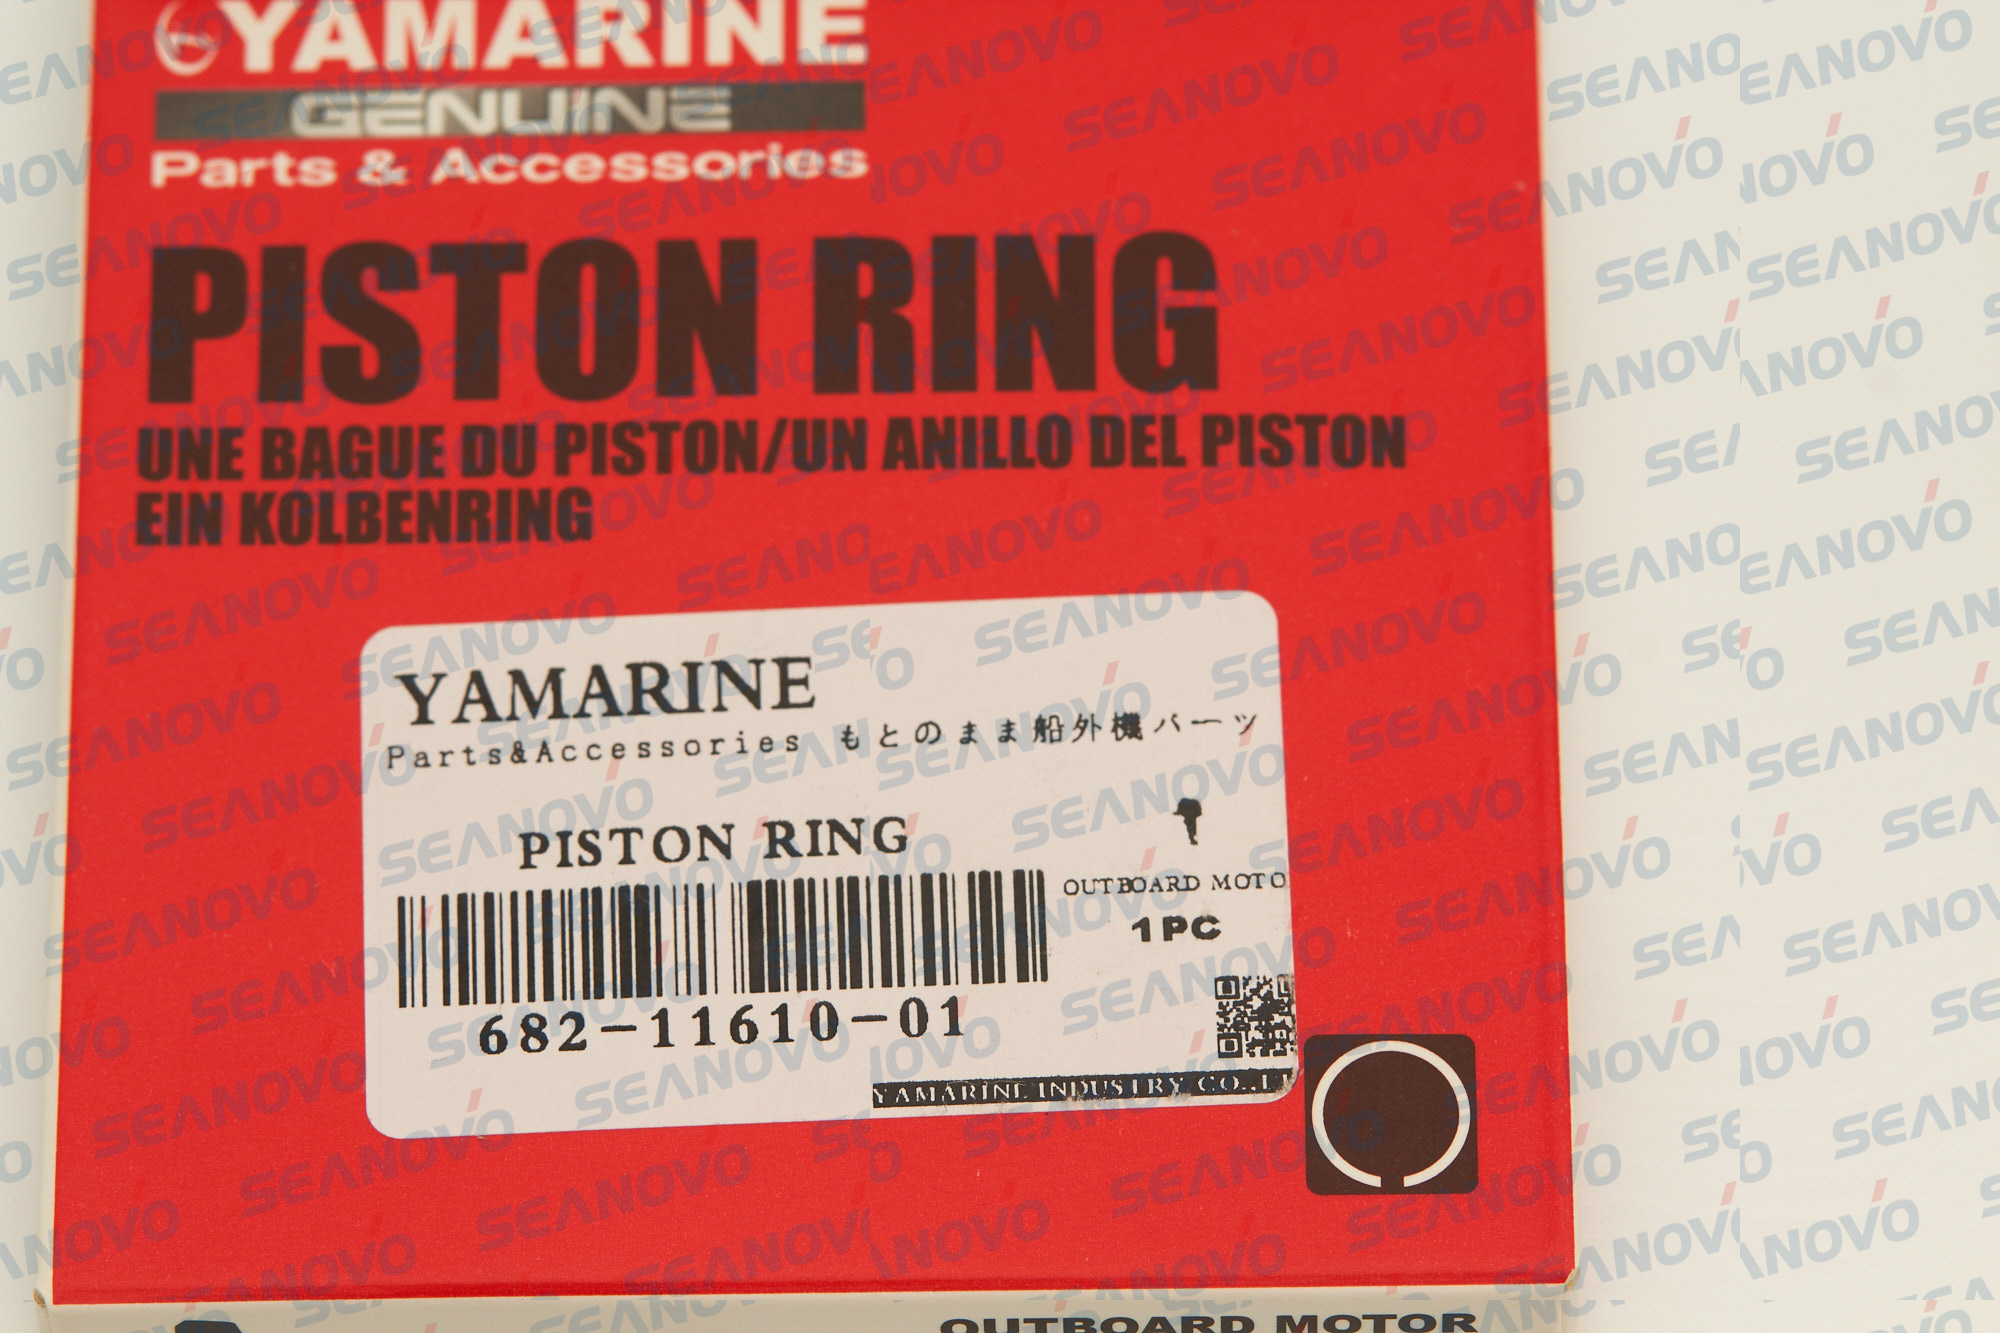 YAMARINE
GENUINE
Parts & Accessories
PISTON RING
UNE BAGUE DU PISTON/UN ANILLO DEL PISTON
EIN KOLBENRING
YAMARINE
Parts&Accessories もとのまま船外機パーツ
PISTON RING
OUTBOARD MOTO
1PC
682-11610-01
YAMARINE INDUSTRY CO.,LT
OUTBOARD MOTOR
SEANOVO